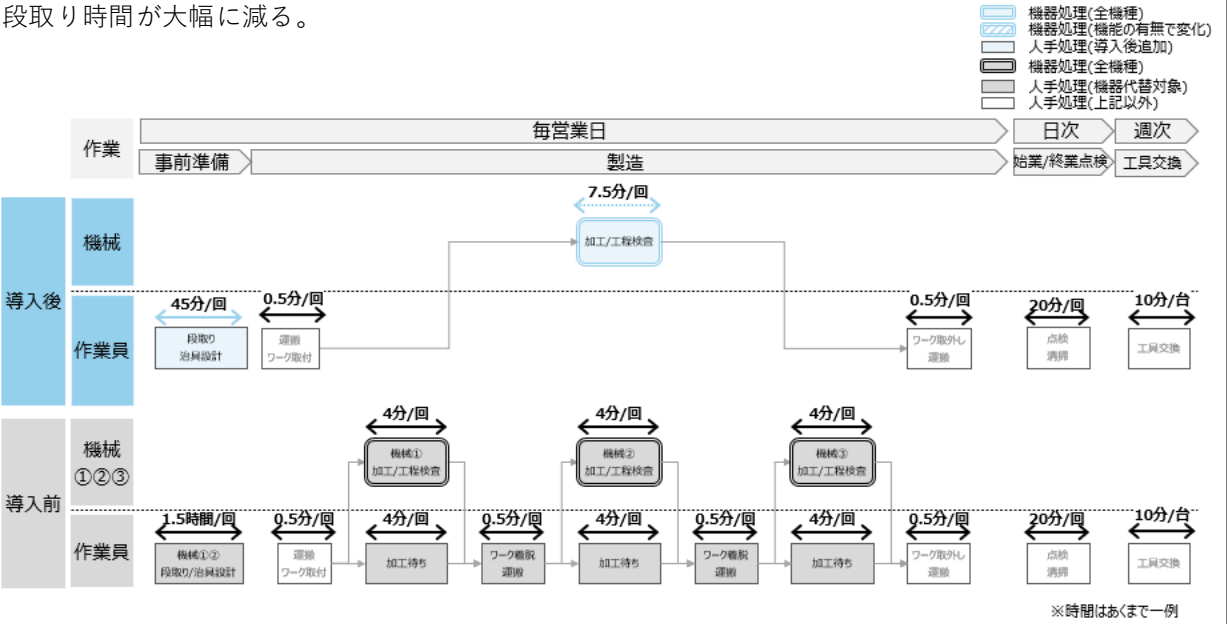 段取り時間が大幅に減る。
機器処理(全機種)
機器処理(機能の有無で変化)
人手処理(導入後追加)
機器処理(全機種)
人手処理(機器代替対象)
人手処理(上記以外)
作業
毎営業日
日次
週次
事前準備
製造
始業/終業点検
工具交換
導入後
機械
7.5分/回
加工/工程検査
作業員
45分/回
段取り
治具設計
0.5分/回
運搬
ワーク取付
0.5分/回
ワーク取外し
運搬
20分/回
点検
清掃
10分/台
工具交換
導入前
機械
①②③
4分/回
機械①
加工/工程検査
4分/回
機械②
加工/工程検査
4分/回
機械③
加工/工程検査
作業員
1.5時間/回
機械①②
段取り/治具設計
0.5分/回
運搬
ワーク取付
4分/回
加工待ち
0.5分/回
ワーク着脱
運搬
4分/回
加工待ち
0.5分/回
ワーク着脱
運搬
4分/回
加工待ち
0.5分/回
ワーク取外し
運搬
20分/回
点検
清掃
10分/台
工具交換
※時間はあくまで一例